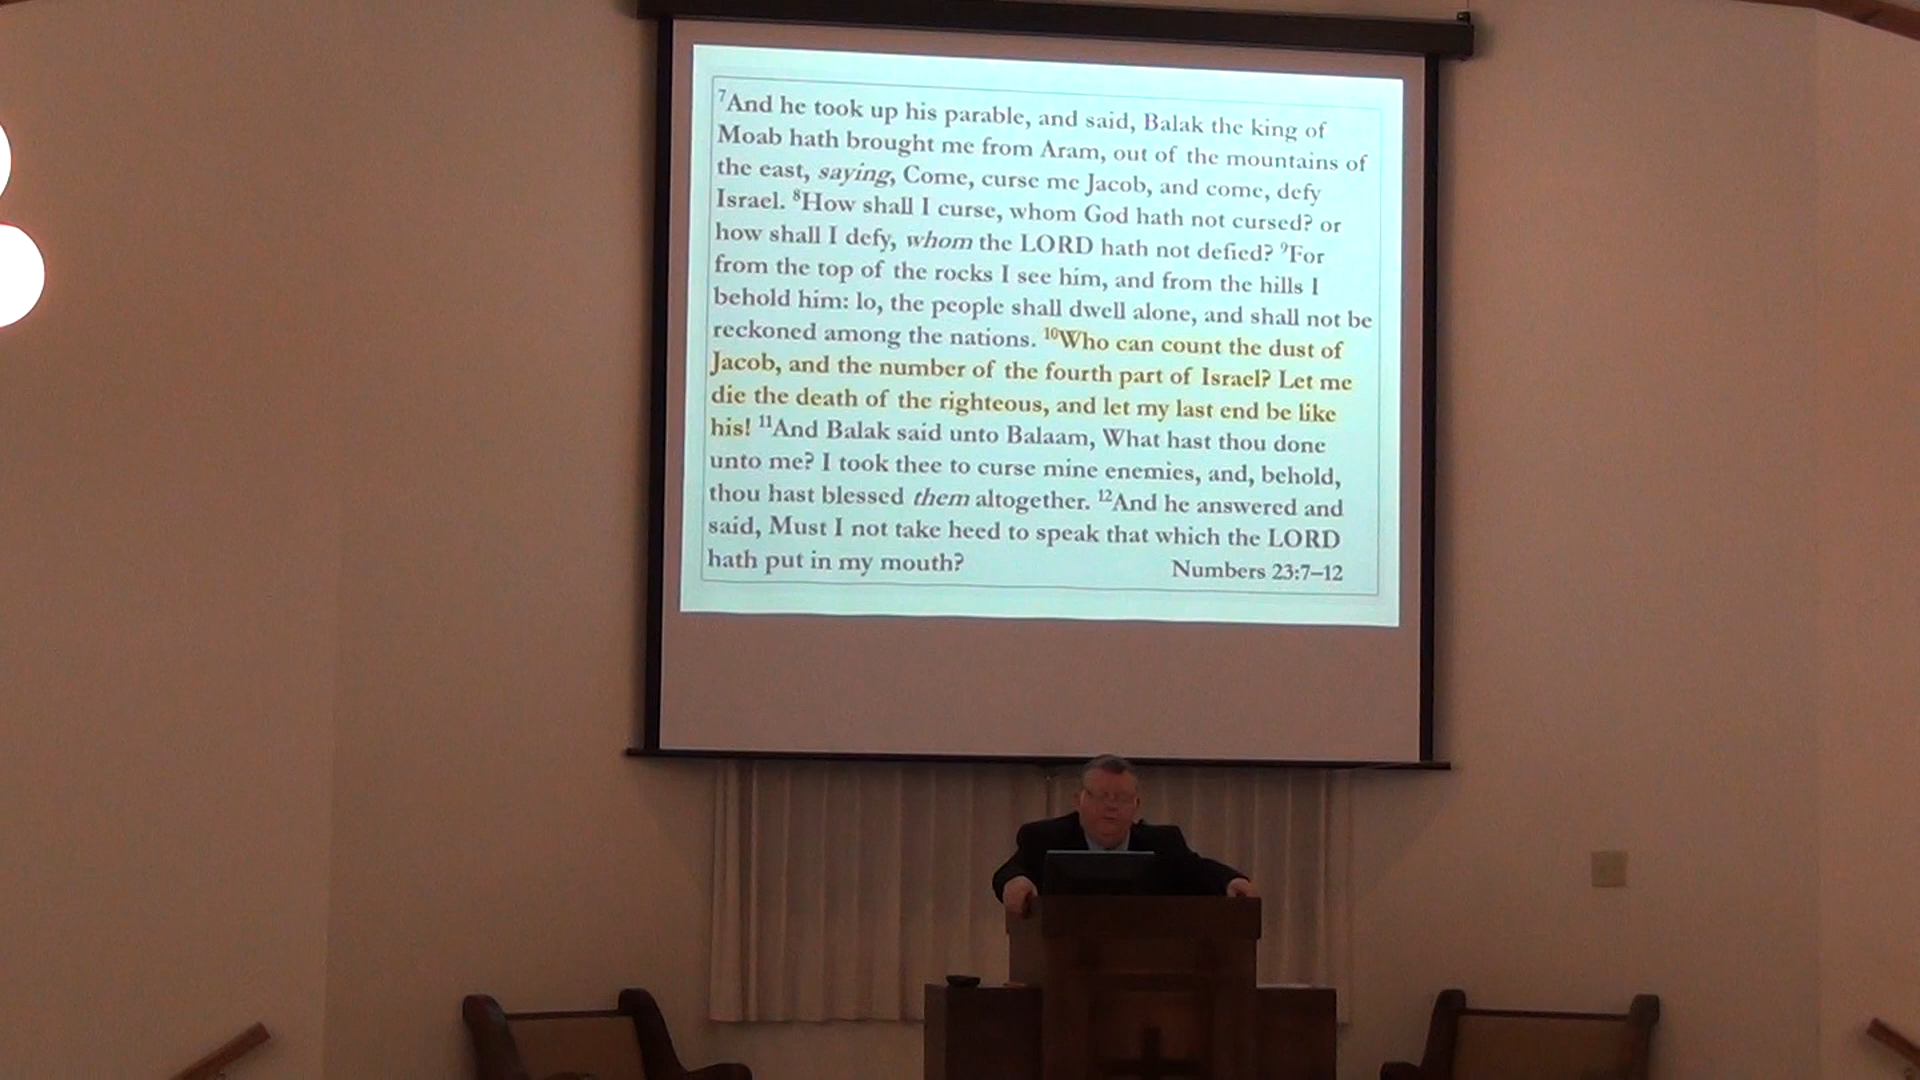 ⁷And he took up his parable, and said, Balak the king of
Moab hath brought me from Aram, out of the mountains of
the east, saying, Come, curse me Jacob, and come, defy
Israel. ⁸How shall I curse, whom God hath not cursed? or
how shall I defy, whom the LORD hath not defied? ⁹For
from the top of the rocks I see him, and from the hills I
behold him: lo, the people shall dwell alone, and shall not be
reckoned among the nations. ¹⁰Who can count the dust of
Jacob, and the number of the fourth part of Israel? Let me
die the death of the righteous, and let my last end be like
his! ¹¹And Balak said unto Balaam, What hast thou done
unto me? I took thee to curse mine enemies, and, behold,
thou hast blessed them altogether. ¹²And he answered and
said, Must I not take heed to speak that which the LORD
hath put in my mouth? Numbers 23:7–12